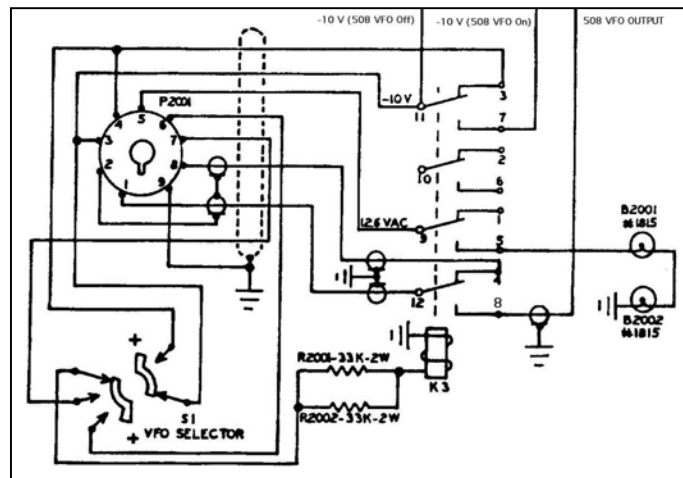 -10 V (508 VFO Off)
-10 V (508 VFO On)
508 VFO OUTPUT
P2001
4
5
6
3
7
2
8
1
9
-10V
11
3
7
10
2
6
12.6 VAC
9
1
5
B2001
#1815
4
12
8
B2002
#1815
K3
R2001-33K-2W
R2002-33K-2W
+
+
S1
VFO SELECTOR